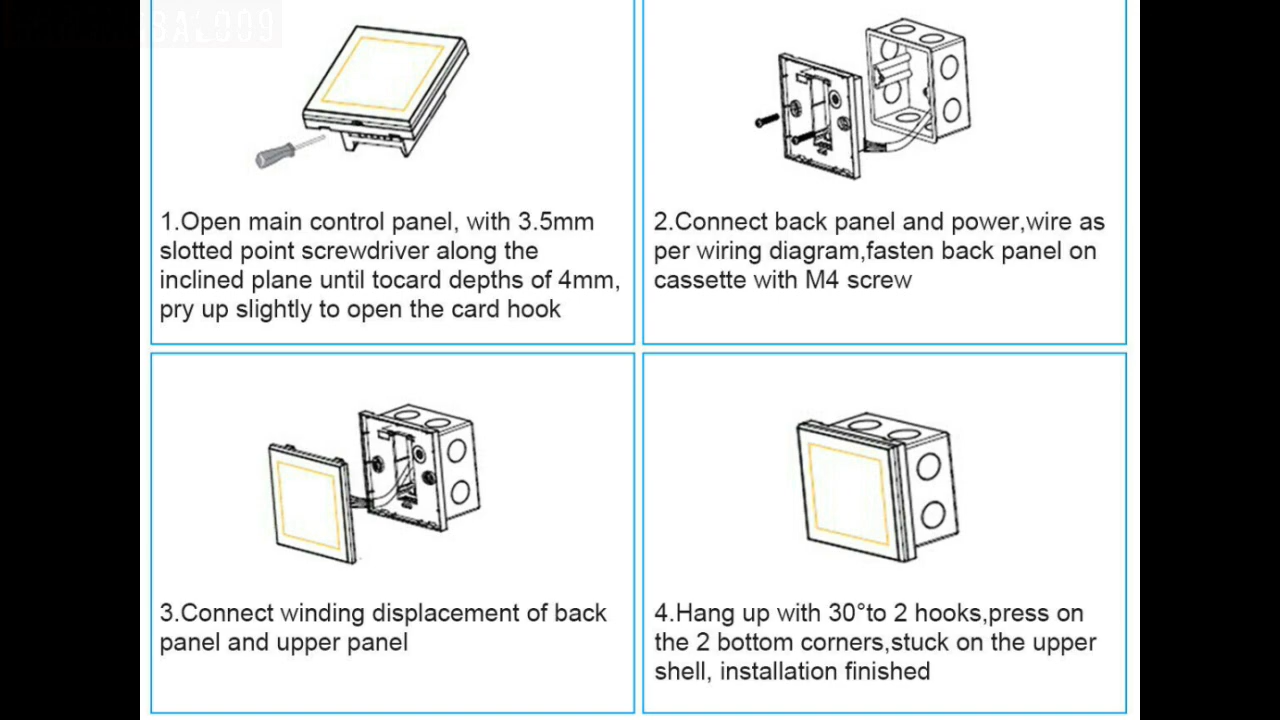 1.Open main control panel, with 3.5mm
slotted point screwdriver along the
inclined plane until tocard depths of 4mm,
pry up slightly to open the card hook
2.Connect back panel and power,wire as
per wiring diagram,fasten back panel on
cassette with M4 screw
3.Connect winding displacement of back
panel and upper panel
4.Hang up with 30°to 2 hooks,press on
the 2 bottom corners,stuck on the upper
shell, installation finished